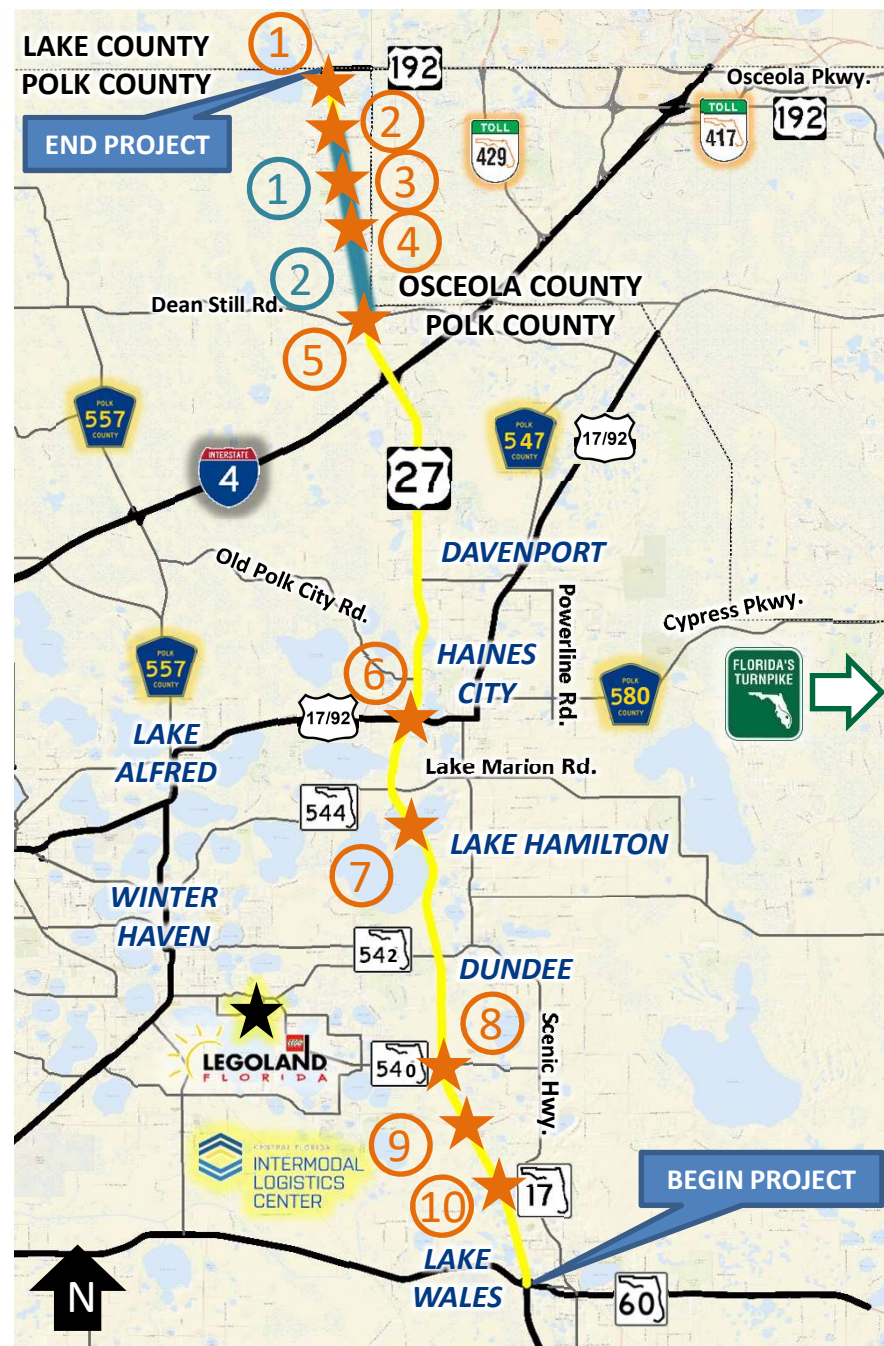 LAKE COUNTY
POLK COUNTY
1
192
Osceola Pkwy.
END PROJECT
2
TOLL
429
TOLL
417
192
1
3
4
2
OSCEOLA COUNTY
POLK COUNTY
Dean Still Rd.
5
POLK
557
COUNTY
POLK
547
COUNTY
17/92
INTERSTATE
4
27
DAVENPORT
Old Polk City Rd.
Powerline Rd.
Cypress Pkwy.
POLK
557
COUNTY
6
HAINES
CITY
POLK
580
COUNTY
FLORIDA'S
TURNPIKE
17/92
LAKE
ALFRED
Lake Marion Rd.
544
LAKE HAMILTON
7
WINTER
HAVEN
542
DUNDEE
8
Scenic Hwy.
LEGO
LEGOLAND
FLORIDA
540
9
CENTRAL FLORIDA
INTERMODAL
LOGISTICS
CENTER
10
17
BEGIN PROJECT
LAKE
WALES
N
60